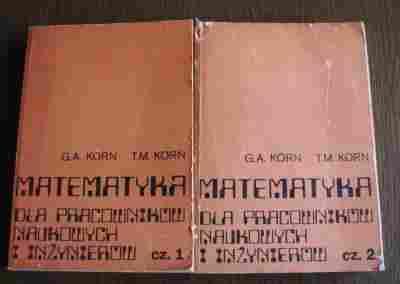 G.A. KORN T.M. KORN
MATEMATYKA
DLA PRACOWNIKÓW
NAUKOWYCH
I INŻYNIERÓW cz. 1
G.A. KORN T.M. KORN
MATEMATYKA
DLA PRACOWNIKÓW
NAUKOWYCH
I INŻYNIERÓW cz. 2